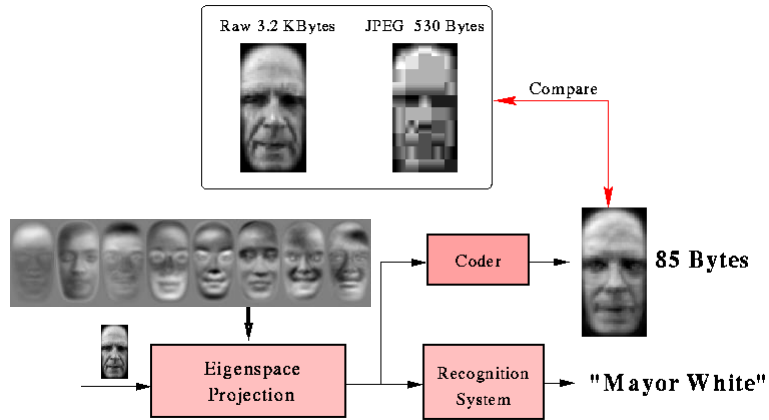 Raw 3.2 KBytes JPEG 530 Bytes
Compare
Coder
85 Bytes
Eigenspace
Projection
Recognition
System
"Mayor White"